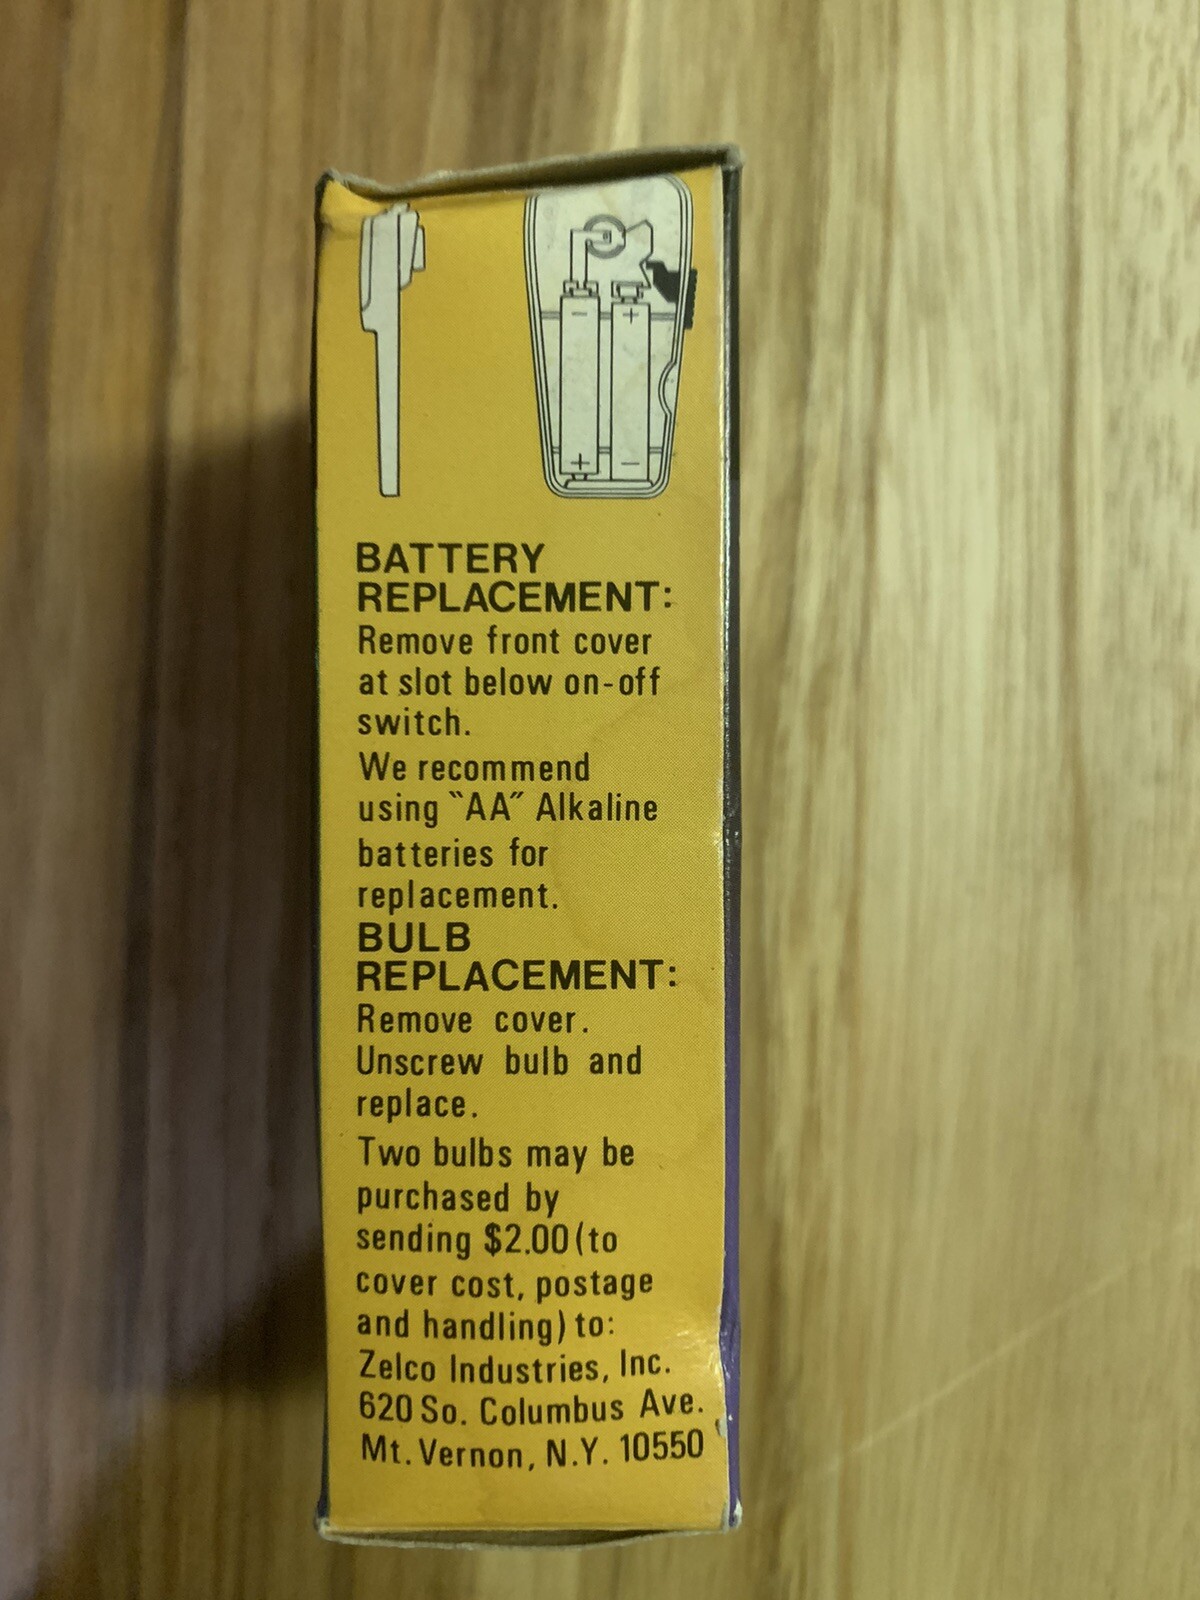 - +
+ -
BATTERY
REPLACEMENT:
Remove front cover
at slot below on-off
switch.
We recommend
using "AA" Alkaline
batteries for
replacement.
BULB
REPLACEMENT:
Remove cover.
Unscrew bulb and
replace.
Two bulbs may be
purchased by
sending $2.00 (to
cover cost, postage
and handling) to:
Zelco Industries, Inc.
620 So. Columbus Ave.
Mt. Vernon, N.Y. 10550